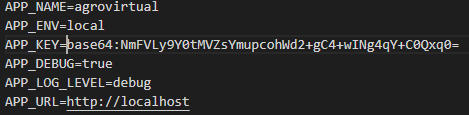 APP_NAME=agrovirtual
APP_ENV=local
APP_KEY=base64:NmFVLy9Y0tMVZsYmupcohWd2+gC4+wINg4qY+C0Qxq0=
APP_DEBUG=true
APP_LOG_LEVEL=debug
APP_URL=http://localhost